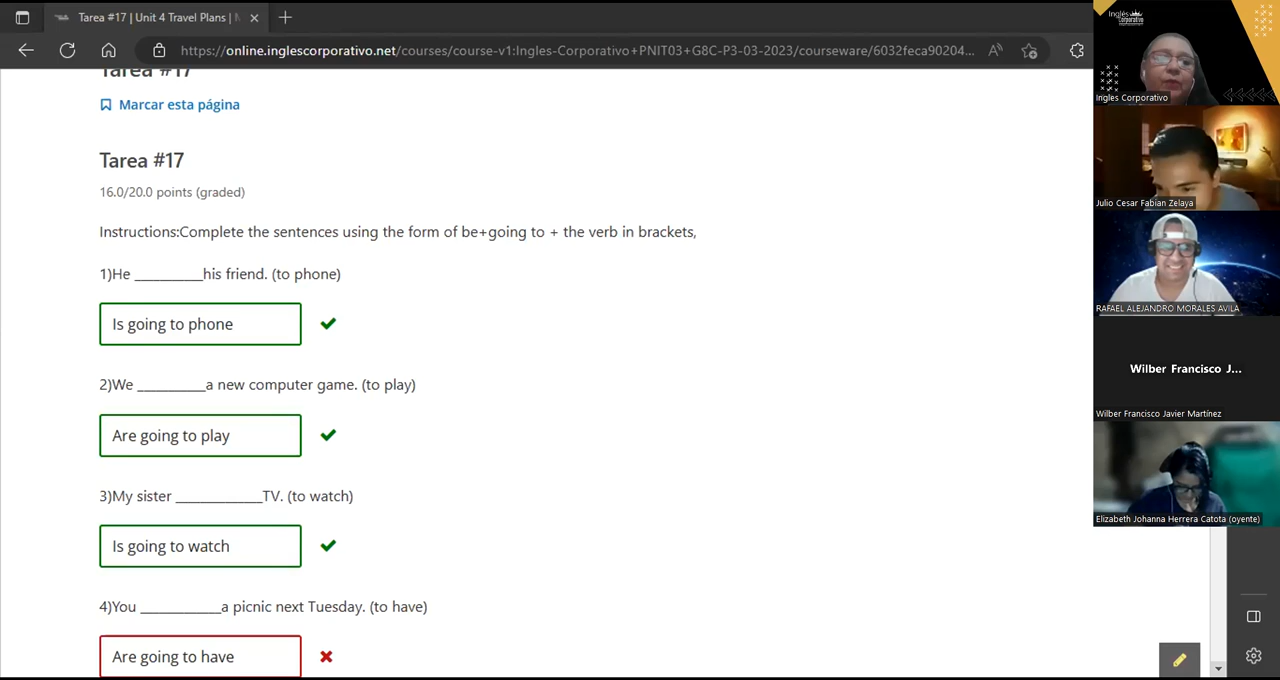 Tarea #17 | Unit 4 Travel Plans |
https://online.inglescorporativo.net/courses/course-v1:Ingles-Corporativo+PNIT03+G8C-P3-03-2023/courseware/6032feca90204...
Tarea #17
Marcar esta página
Tarea #17
16.0/20.0 points (graded)
Instructions:Complete the sentences using the form of be+going to + the verb in brackets,
1)He __________his friend. (to phone)
Is going to phone
2)We __________a new computer game. (to play)
Are going to play
3)My sister _____________TV. (to watch)
Is going to watch
4)You ____________a picnic next Tuesday. (to have)
Are going to have
Inglés
Corporativo
Ingles Corporativo
Julio Cesar Fabian Zelaya
RAFAEL ALEJANDRO MORALES AVILA
Wilber Francisco J...
Wilber Francisco Javier Martínez
Elizabeth Johanna Herrera Catota (oyente)